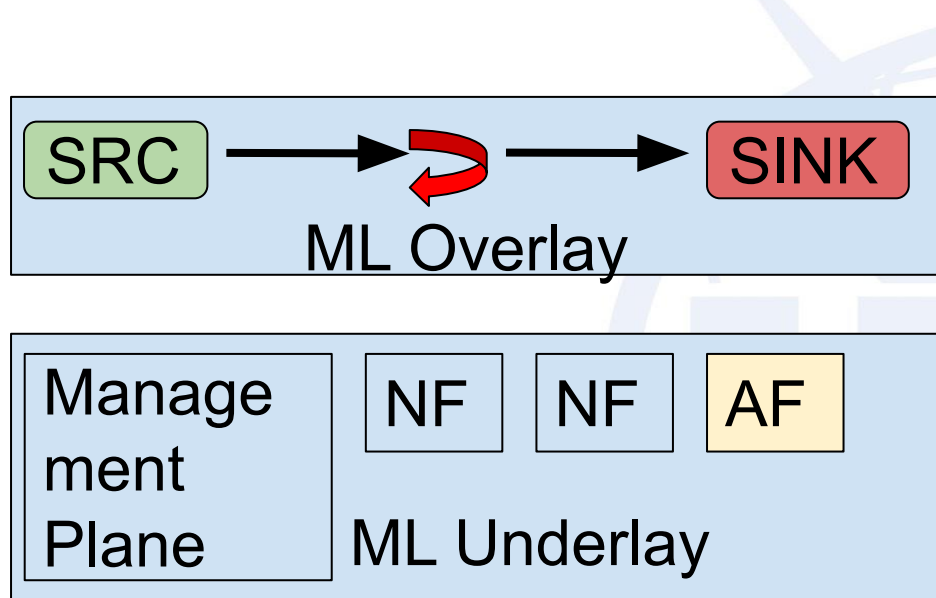 SRC
SINK
ML Overlay
Manage
ment
Plane
NF
NF
AF
ML Underlay